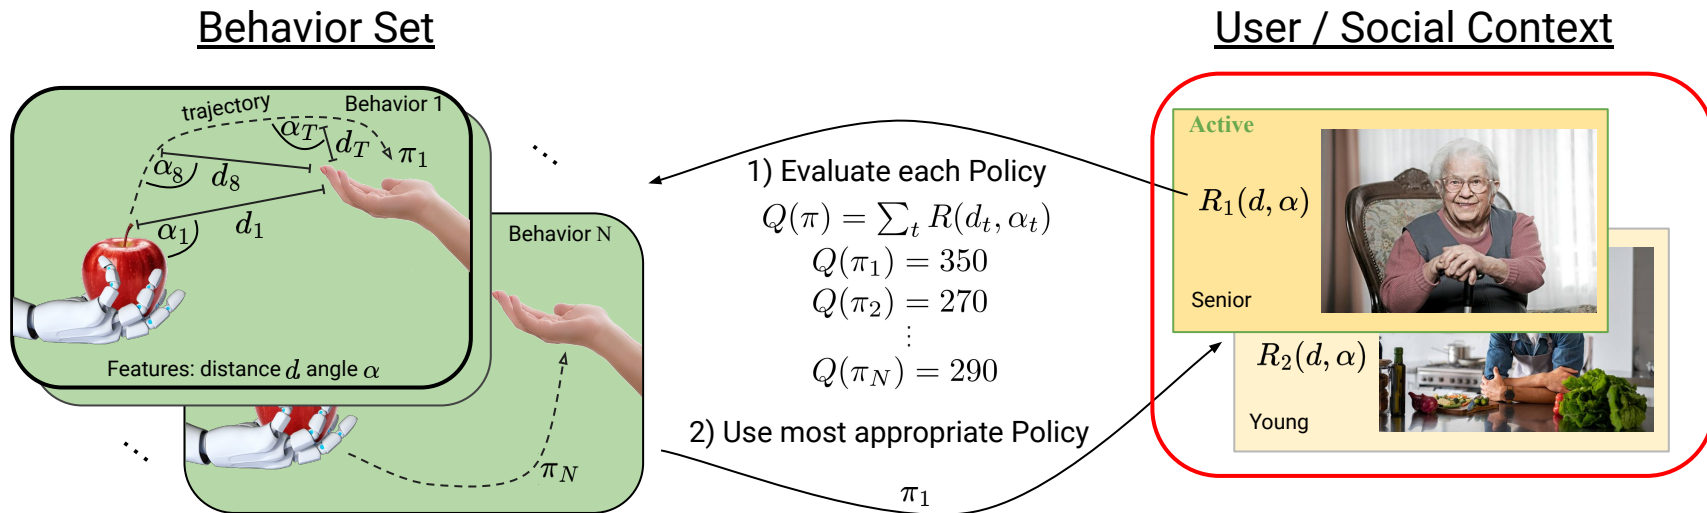 Behavior Set
User / Social Context
trajectory
Behavior 1
α_T
d_T
π_1
α_8
d_8
α_1
d_1
Features: distance d angle α
Behavior N
π_N
1) Evaluate each Policy
Q(π) = ∑_t R(d_t, α_t)
Q(π_1) = 350
Q(π_2) = 270
⋮
Q(π_N) = 290
2) Use most appropriate Policy
π_1
Active
R_1(d, α)
Senior
R_2(d, α)
Young